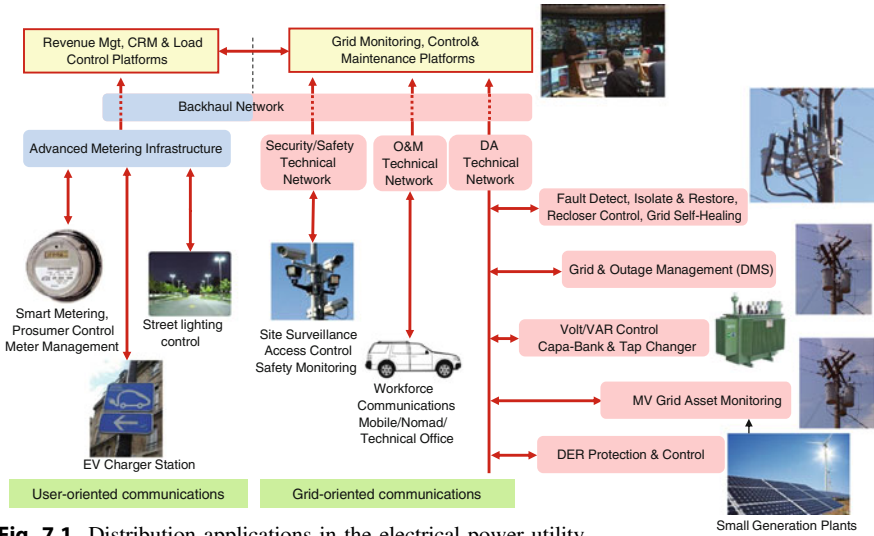 Revenue Mgt, CRM & Load
Control Platforms
Grid Monitoring, Control&
Maintenance Platforms
Backhaul Network
Advanced Metering Infrastructure
Security/Safety
Technical
Network
O&M
Technical
Network
DA
Technical
Network
Fault Detect, Isolate & Restore,
Recloser Control, Grid Self-Healing
Grid & Outage Management (DMS)
Volt/VAR Control
Capa-Bank & Tap Changer
MV Grid Asset Monitoring
DER Protection & Control
Smart Metering,
Prosumer Control
Meter Management
Street lighting
control
Site Surveillance
Access Control
Safety Monitoring
Workforce
Communications
Mobile/Nomad/
Technical Office
EV Charger Station
Small Generation Plants
User-oriented communications
Grid-oriented communications
Fig. 7.1 Distribution applications in the electrical power utility